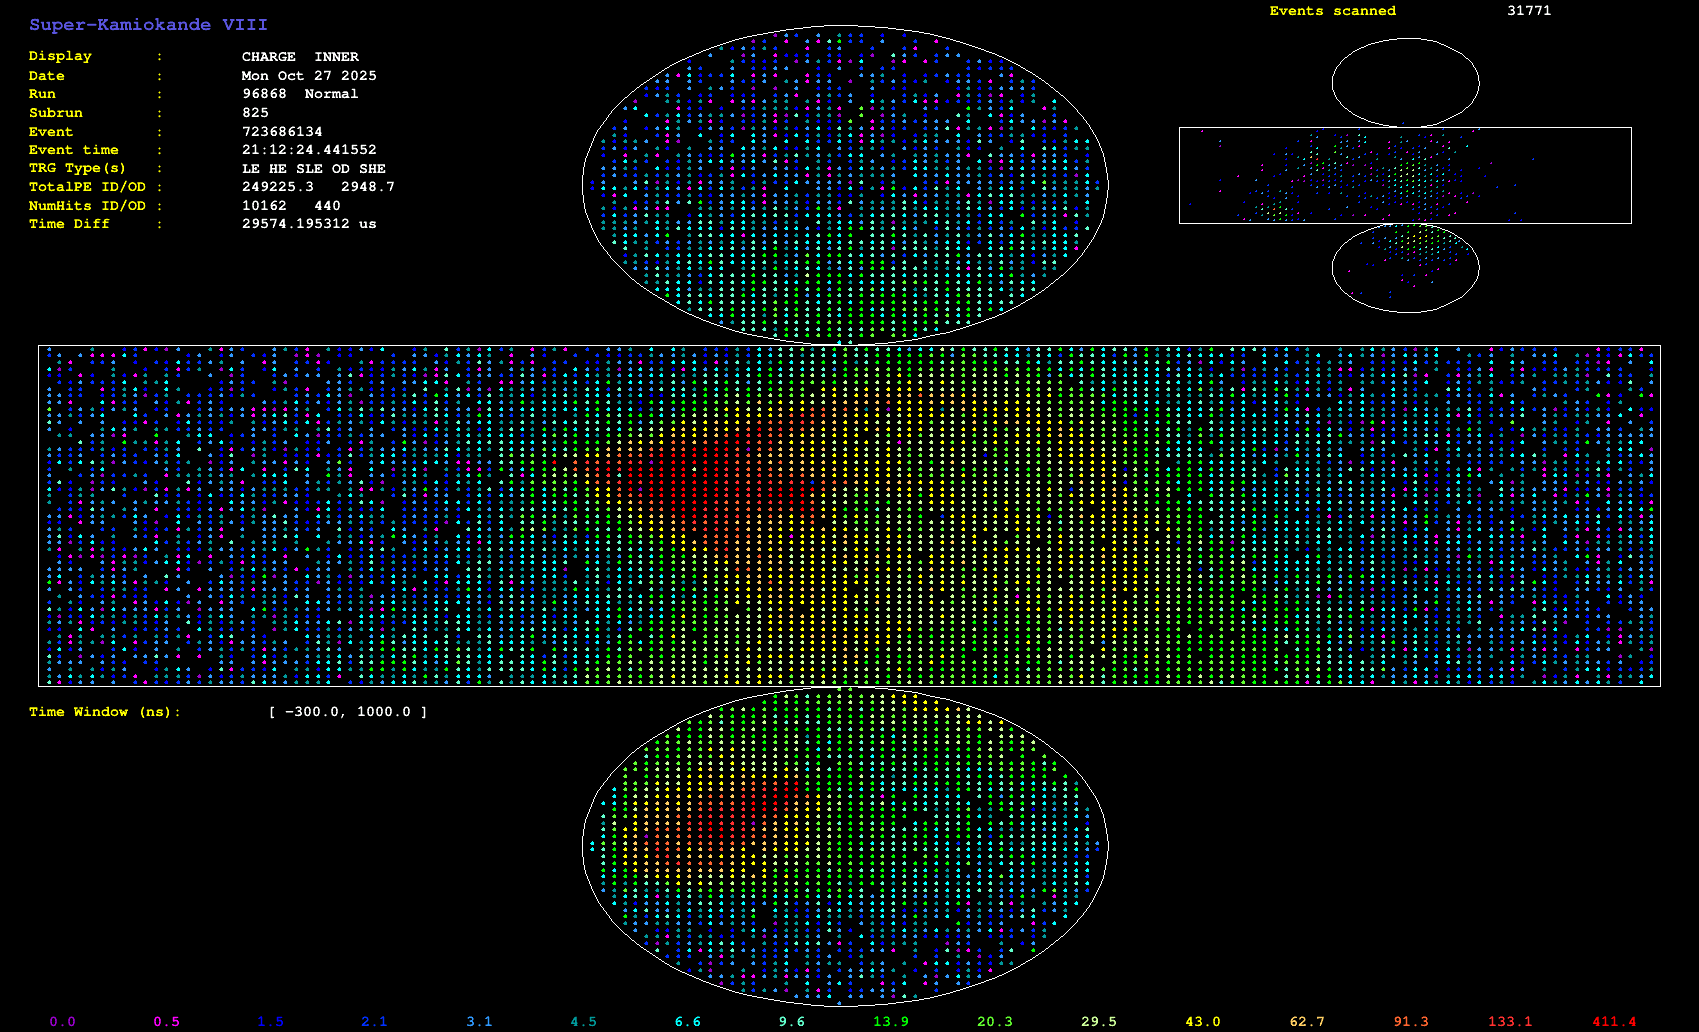 Super-Kamiokande VIII
Events scanned 31771
Display : CHARGE INNER
Date : Mon Oct 27 2025
Run : 96868 Normal
Subrun : 825
Event : 723686134
Event time : 21:12:24.441552
TRG Type(s) : LE HE SLE OD SHE
TotalPE ID/OD : 249225.3 2948.7
NumHits ID/OD : 10162 440
Time Diff : 29574.195312 us
Time Window (ns): [ -300.0, 1000.0 ]
0.0 0.5 1.5 2.1 3.1 4.5 6.6 9.6 13.9 20.3 29.5 43.0 62.7 91.3 133.1 411.4